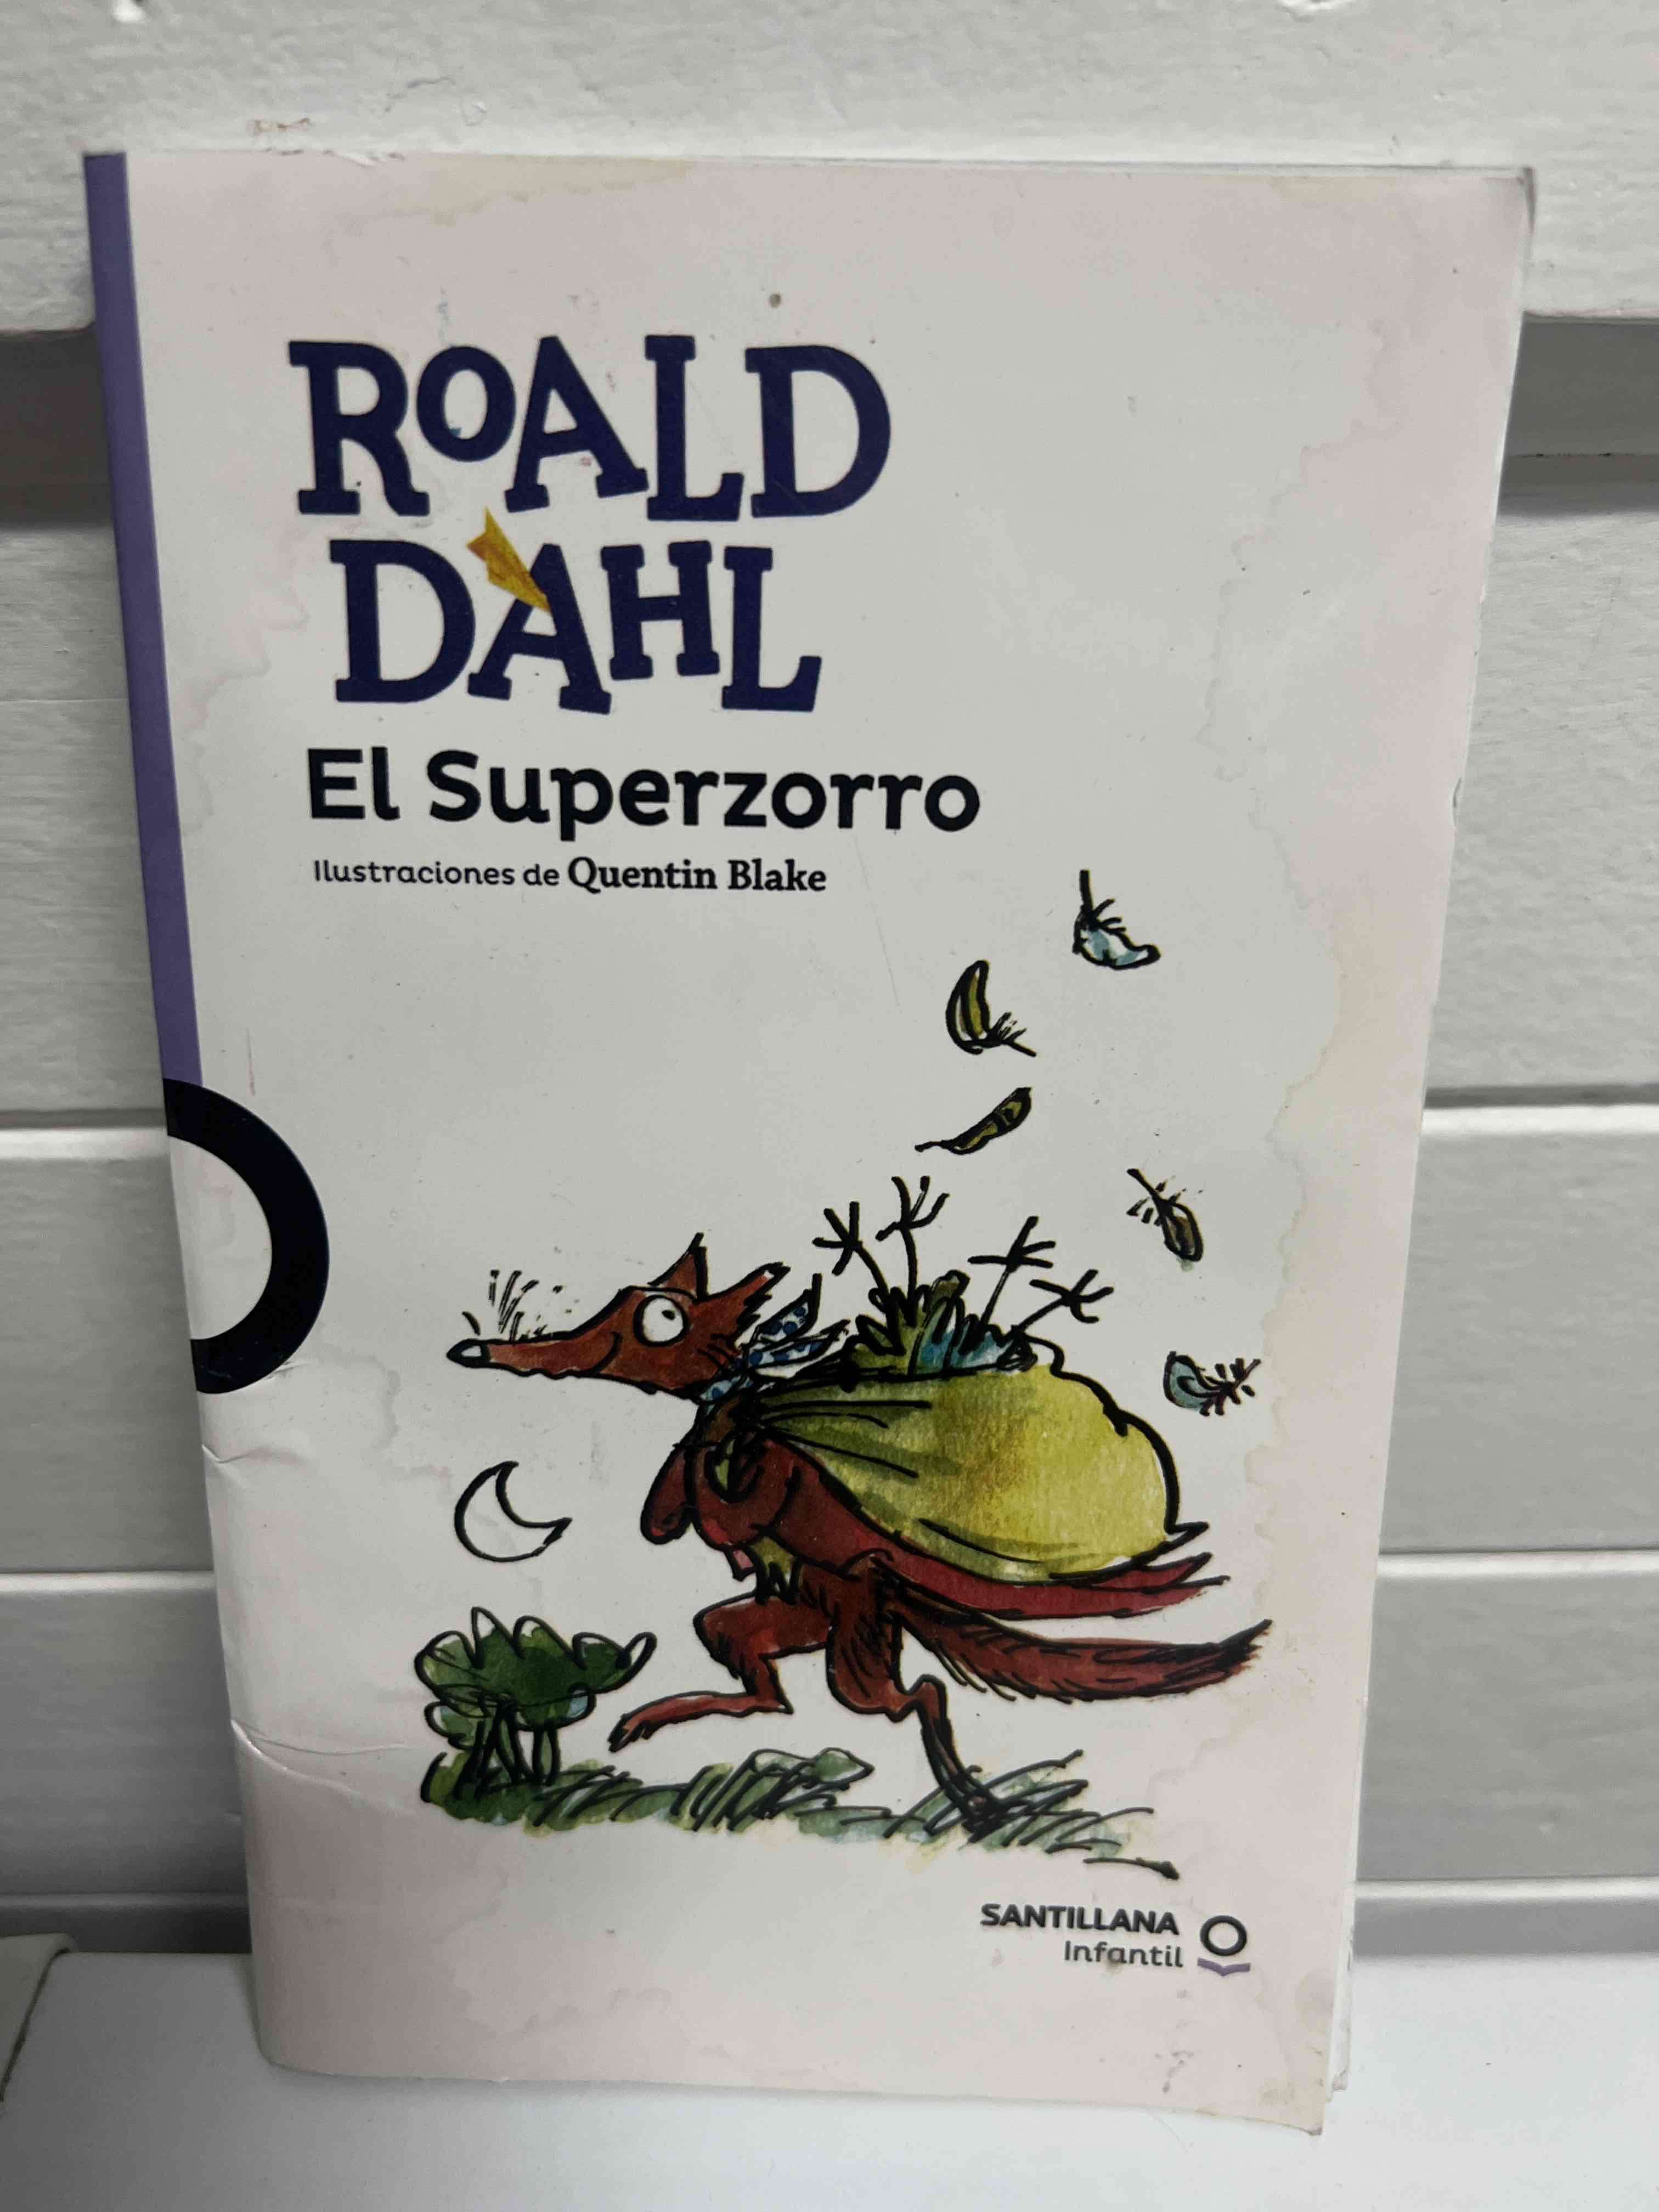 ROALD
DAHL
El Superzorro
Ilustraciones de Quentin Blake
SANTILLANA
Infantil